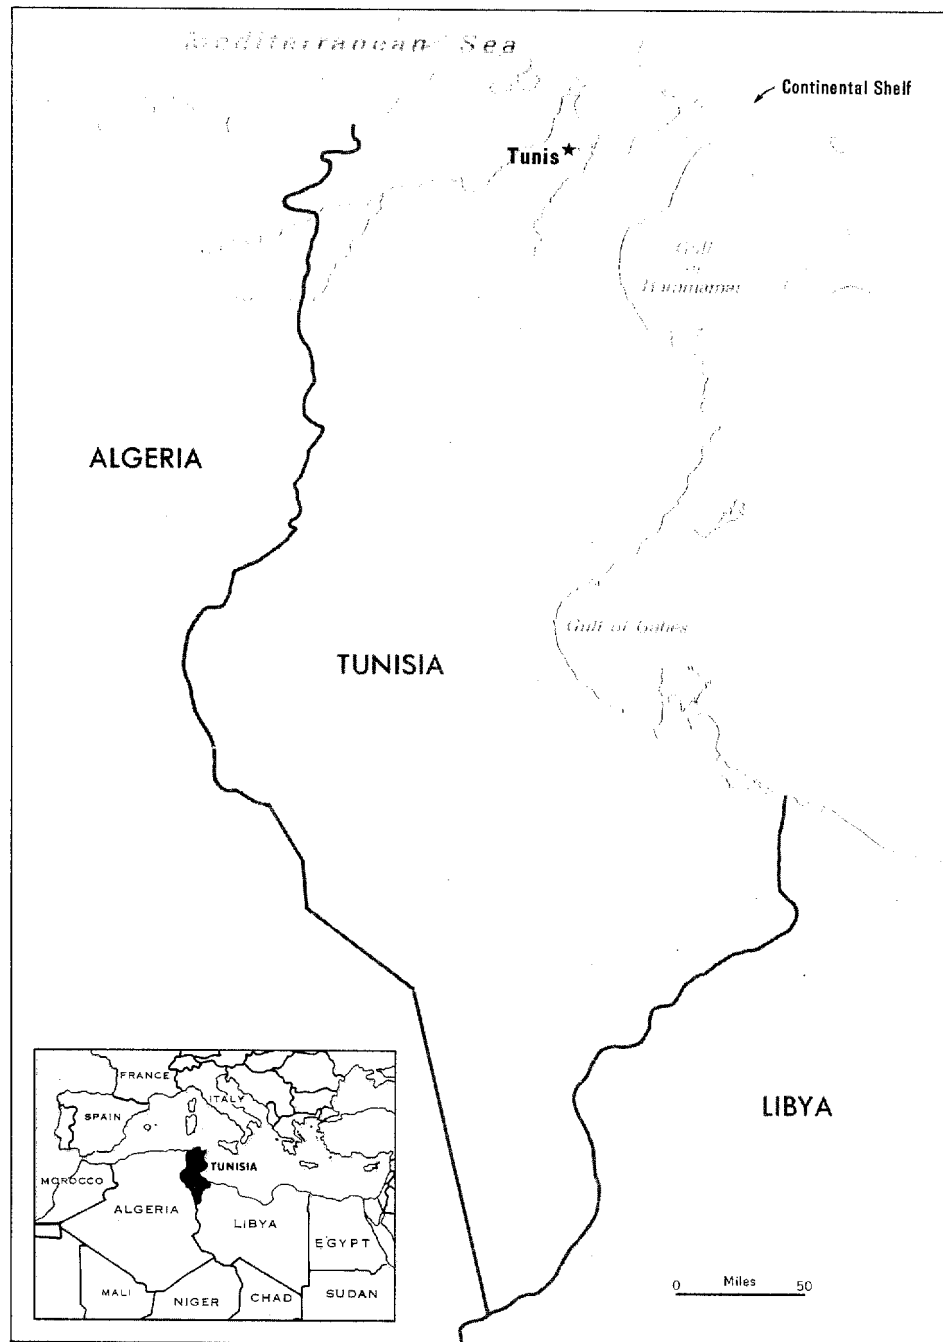 Mediterranean Sea
Continental Shelf
Tunis
Gulf
of
Hammamet
ALGERIA
Gulf of Gabes
TUNISIA
LIBYA
FRANCE
ITALY
SPAIN
TUNISIA
MOROCCO
ALGERIA
LIBYA
EGYPT
MALI
NIGER
CHAD
SUDAN
0 Miles 50